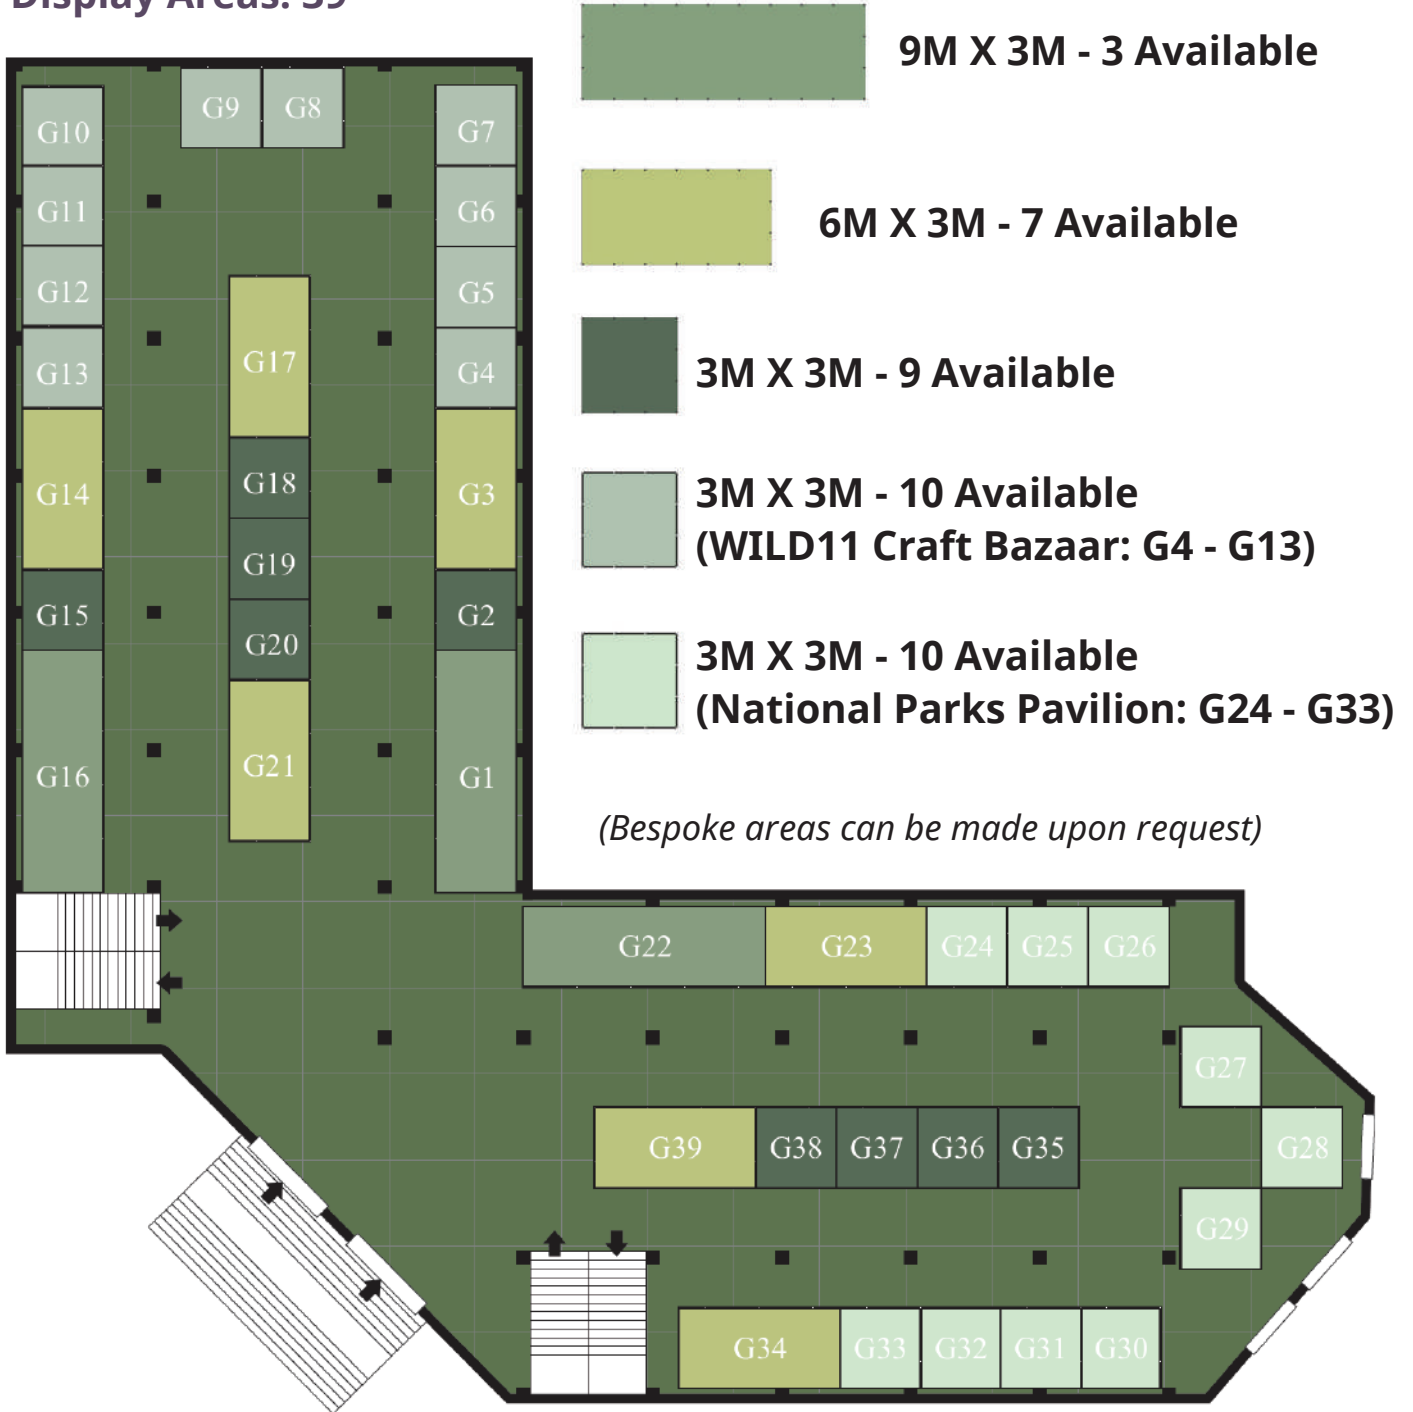 Display Areas: 39
9M X 3M - 3 Available
6M X 3M - 7 Available
3M X 3M - 9 Available
3M X 3M - 10 Available
(WILD11 Craft Bazaar: G4 - G13)
3M X 3M - 10 Available
(National Parks Pavilion: G24 - G33)
(Bespoke areas can be made upon request)
G9 G8
G10 G7
G11 G6
G12 G5
G17
G13 G4
G18
G14 G3
G19
G15 G2
G20
G21
G16 G1
G22 G23 G24 G25 G26
G27
G39 G38 G37 G36 G35 G28
G29
G34 G33 G32 G31 G30